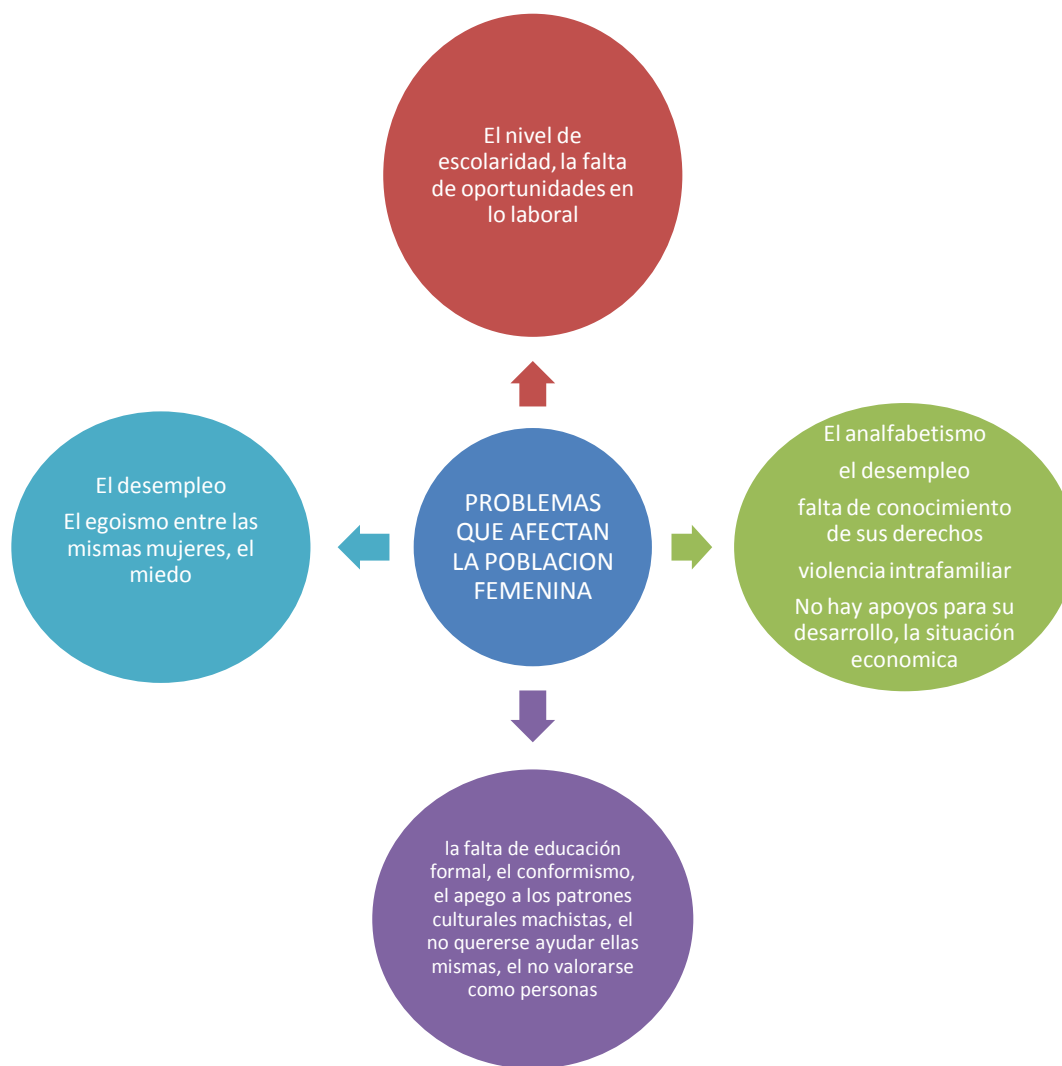 El nivel de
escolaridad, la falta
de oportunidades en
lo laboral
El desempleo
El egoismo entre las
mismas mujeres, el
miedo
PROBLEMAS
QUE AFECTAN
LA POBLACION
FEMENINA
El analfabetismo
el desempleo
falta de conocimiento
de sus derechos
violencia intrafamiliar
No hay apoyos para su
desarrollo, la situación
economica
la falta de educación
formal, el conformismo,
el apego a los patrones
culturales machistas, el
no quererse ayudar ellas
mismas, el no valorarse
como personas